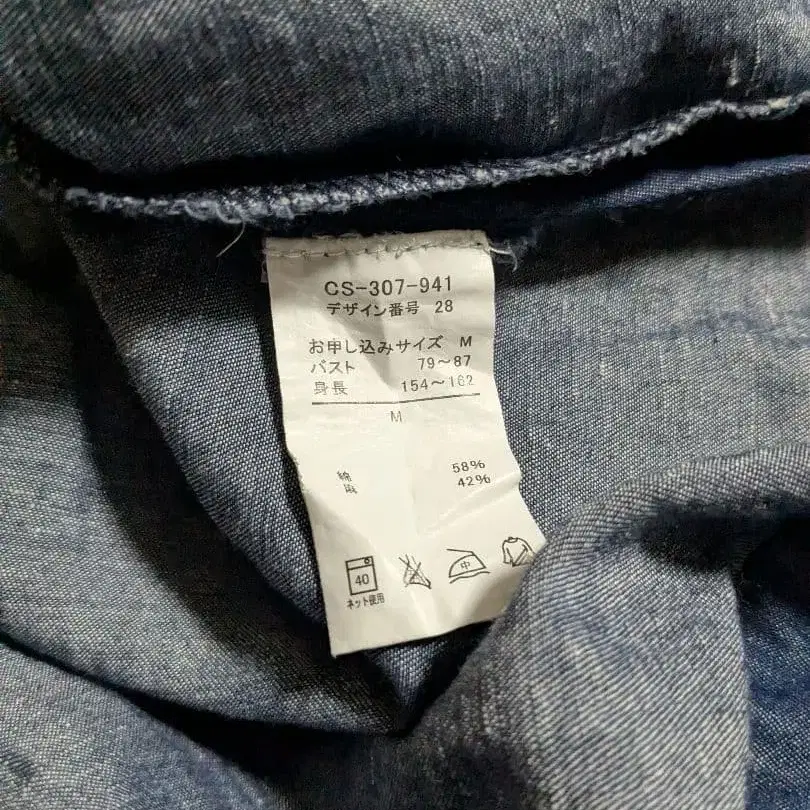 CS-307-941
デザイン番号 28
お申し込みサイズ M
バスト 79～87
身長 154～162
M
綿 58%
麻 42%
40 中
ネット使用